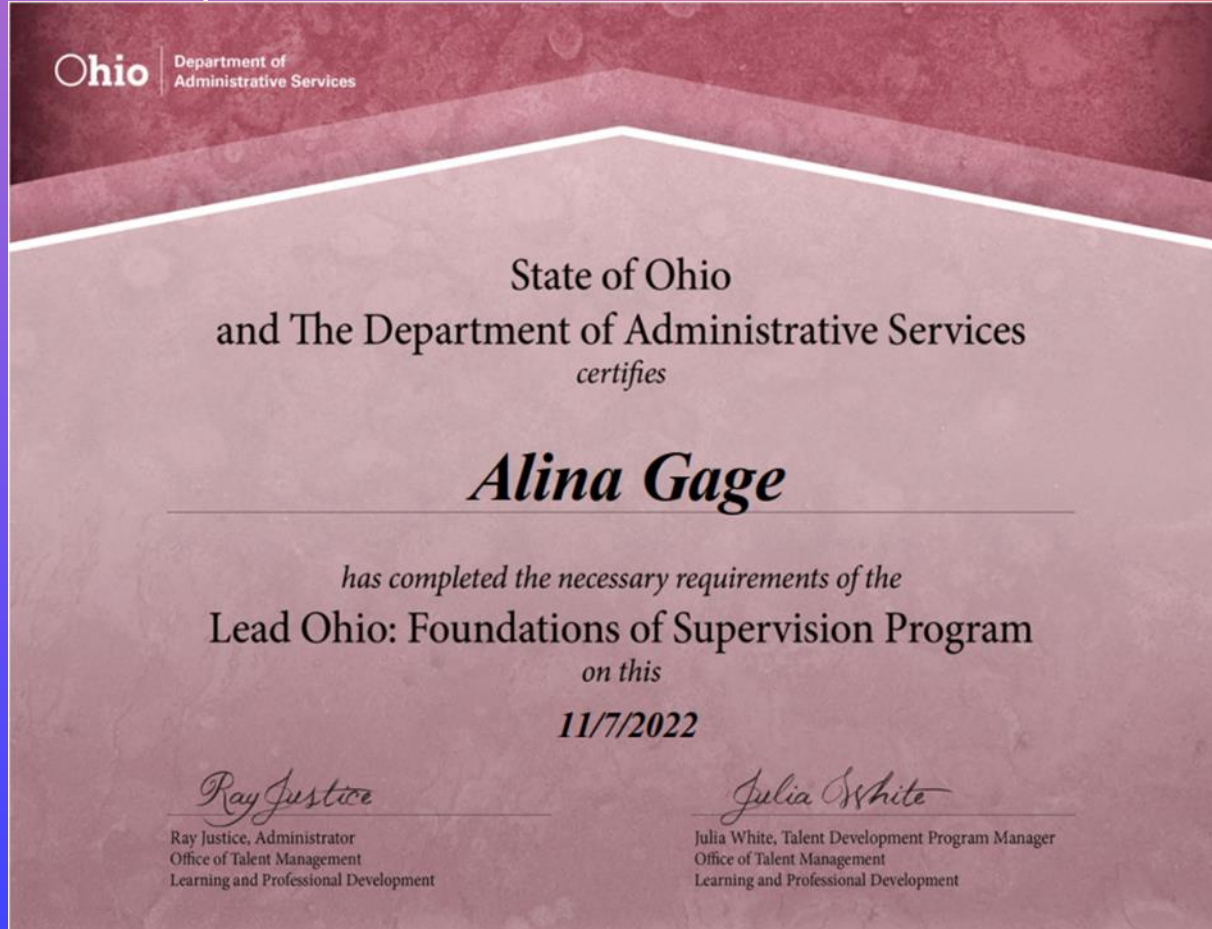 Ohio
Department of
Administrative Services
State of Ohio
and The Department of Administrative Services
certifies
Alina Gage
has completed the necessary requirements of the
Lead Ohio: Foundations of Supervision Program
on this
11/7/2022
Ray Justice
Ray Justice, Administrator
Office of Talent Management
Learning and Professional Development
Julia White
Julia White, Talent Development Program Manager
Office of Talent Management
Learning and Professional Development